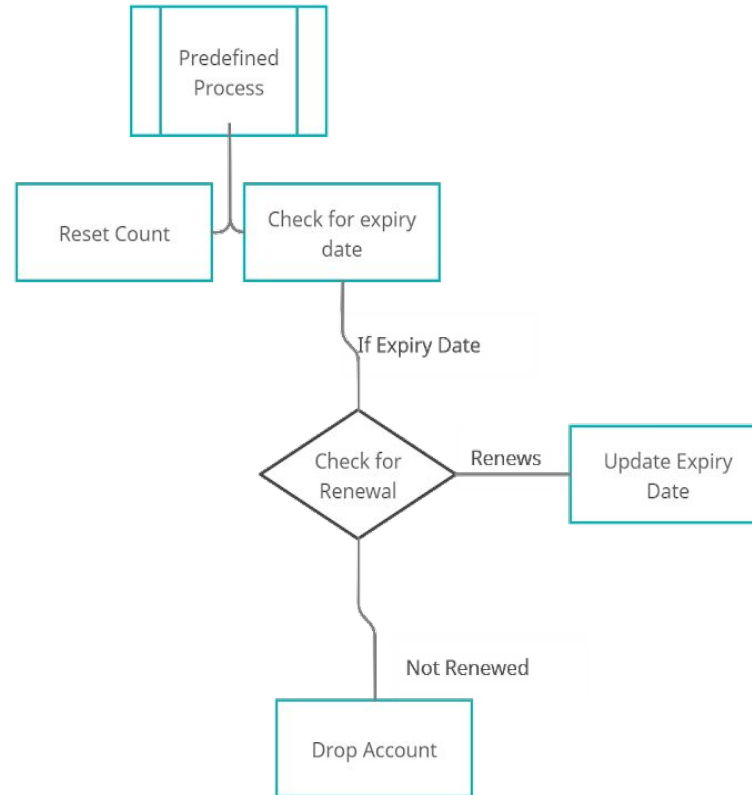 Predefined
Process
Reset Count
Check for expiry
date
If Expiry Date
Check for
Renewal
Renews
Update Expiry
Date
Not Renewed
Drop Account